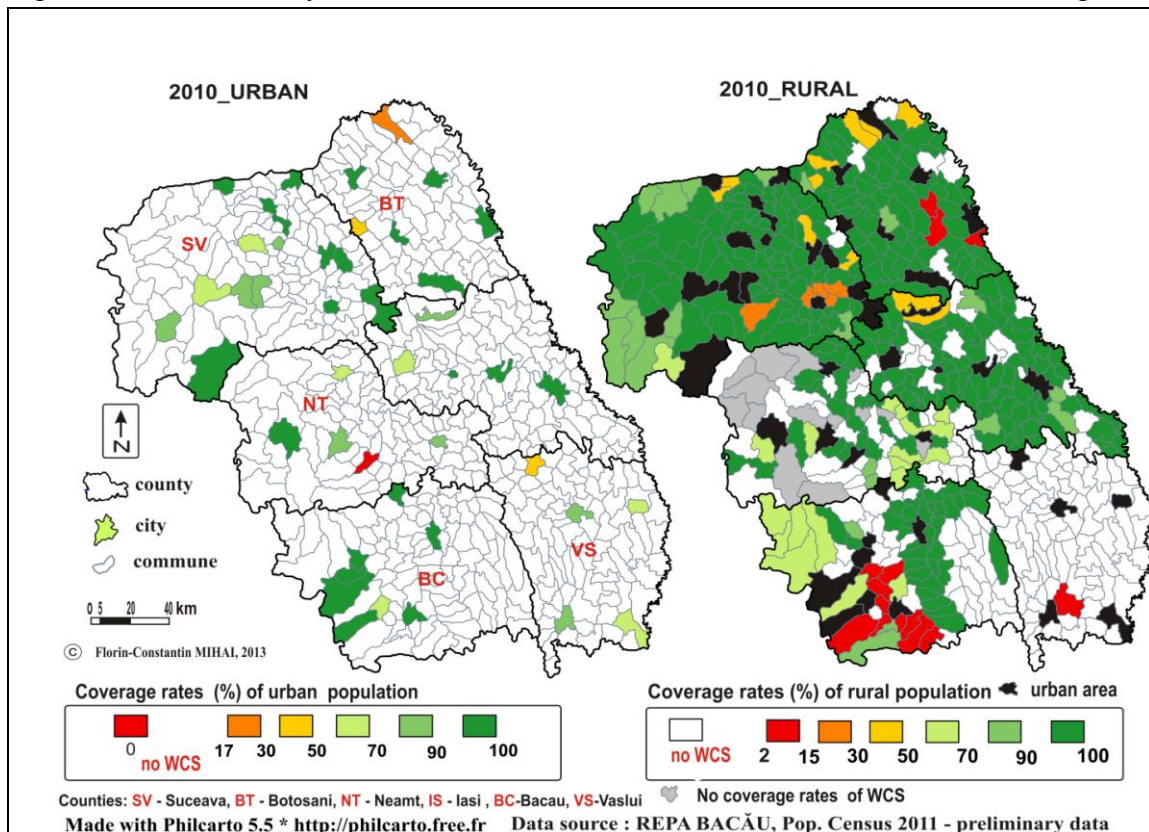 2010_URBAN
2010_RURAL
BT
SV
NT
VS
BC
N
county
city
commune
0 5 20 40 km
© Florin-Constantin MIHAI, 2013
Coverage rates (%) of urban population
0 17 30 50 70 90 100
no WCS
Coverage rates (%) of rural population urban area
no WCS 2 15 30 50 70 90 100
Counties: SV - Suceava, BT - Botosani, NT - Neamt, IS - Iasi , BC-Bacau, VS-Vaslui
No coverage rates of WCS
Made with Philcarto 5.5 * http://philcarto.free.fr
Data source : REPA BACĂU, Pop. Census 2011 - preliminary data